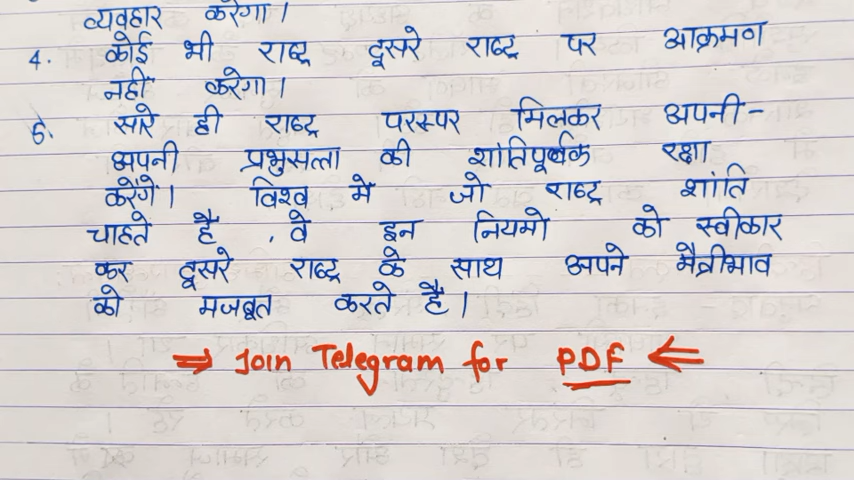 व्यवहार करेगा।
4. कोई भी राष्ट्र दूसरे राष्ट्र पर आक्रमण
नहीं करेगा।
5. सारे ही राष्ट्र परस्पर मिलकर अपनी-
अपनी प्रभुसत्ता की शांतिपूर्वक रक्षा
करेंगे। विश्व मे जो राष्ट्र शांति
चाहते है , वे इन नियमो को स्वीकार
कर दूसरे राष्ट्र के साथ अपने मैत्रीभाव
को मजबूत करते है।
⇒ Join Telegram for PDF ⇐